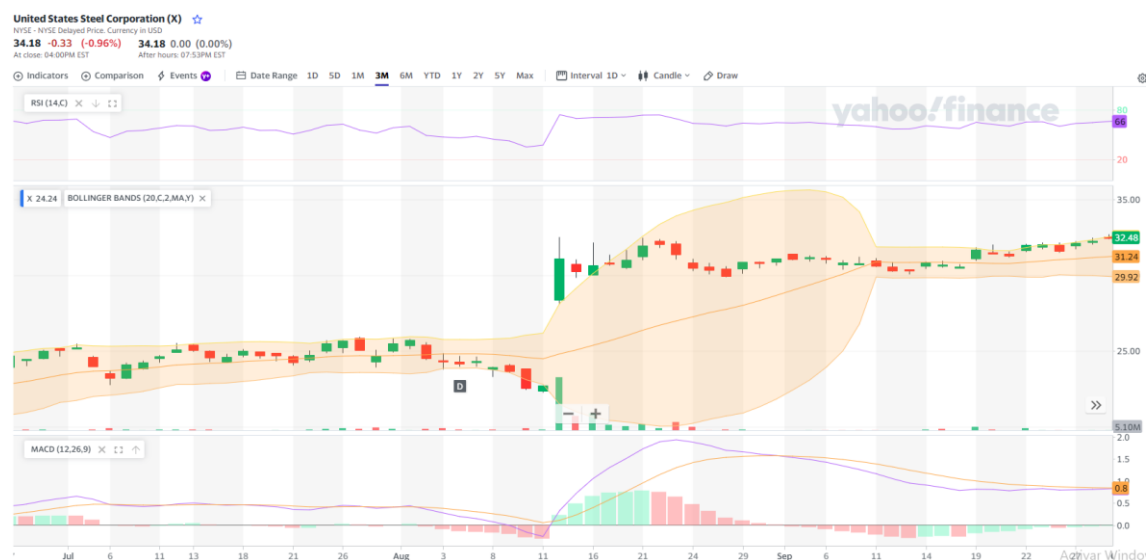 United States Steel Corporation (X)
NYSE - NYSE Delayed Price. Currency in USD
34.18 -0.33 (-0.96%) 34.18 0.00 (0.00%)
At close: 04:00PM EST After hours: 07:53PM EST
Indicators Comparison Events Y+ Date Range 1D 5D 1M 3M 6M YTD 1Y 2Y 5Y Max Interval 1D Candle Draw
RSI (14,C)
yahoo!finance
80
66
20
X 24.24 BOLLINGER BANDS (20,C,2,MA,Y)
35.00
32.48
31.24
29.92
25.00
D
5.10M
MACD (12,26,9)
2.0
1.5
1.0
0.8
0.5
0.0
Jul 6 11 13 18 21 26 Aug 3 8 11 16 21 24 29 Sep 6 11 14 19 22 27
Activar Windo